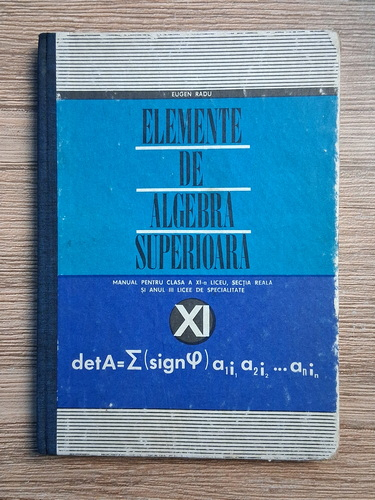 EUGEN RADU
ELEMENTE
DE
ALGEBRA
SUPERIOARA
MANUAL PENTRU CLASA A XI-a LICEU, SECȚIA REALĂ
ȘI ANUL III LICEE DE SPECIALITATE
XI
detA=Σ(signφ)a₁i₁ a₂i₂ ...aₙiₙ